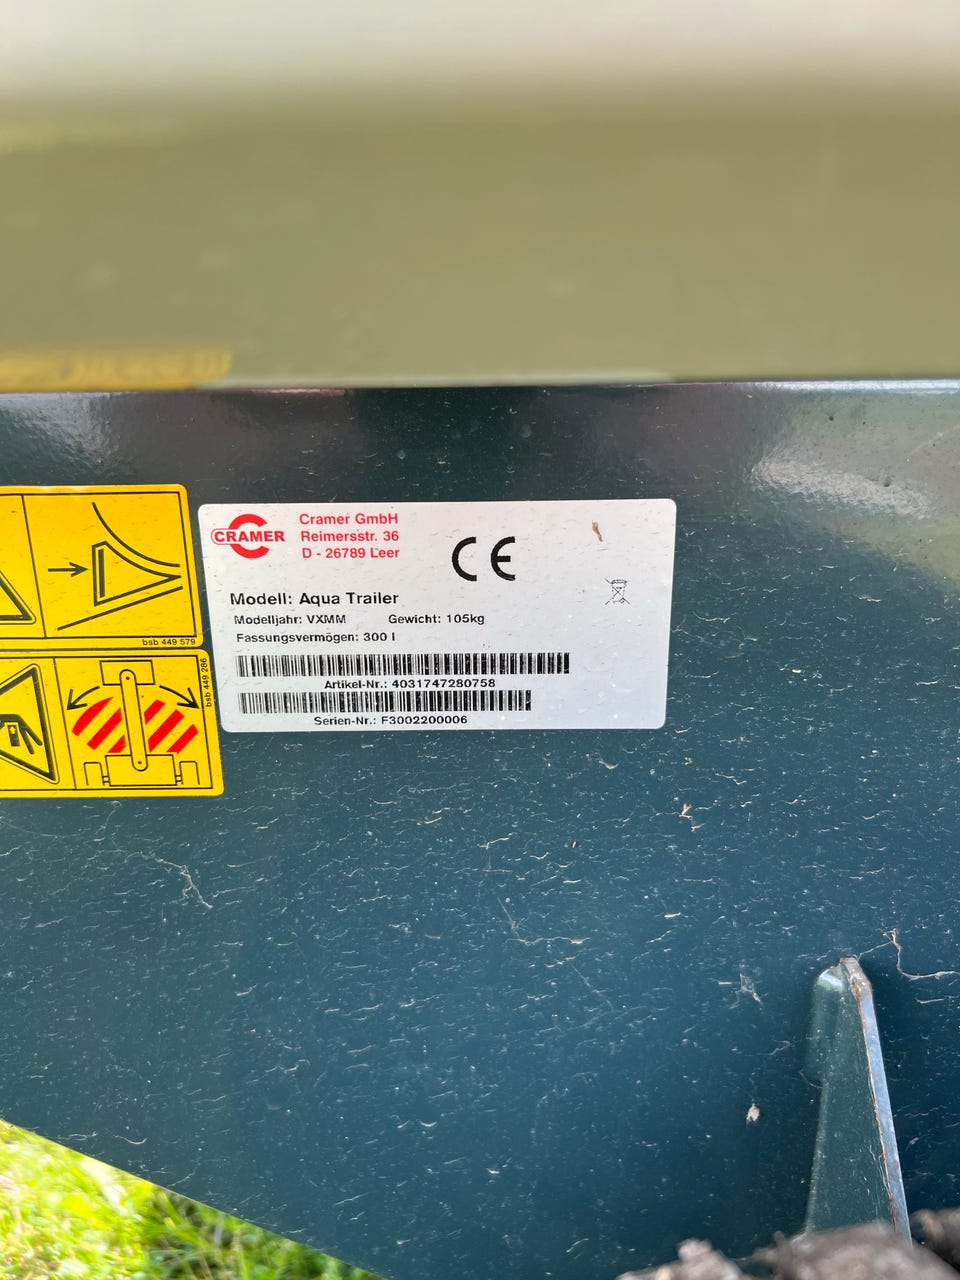 CRAMER
Cramer GmbH
Reimersstr. 36
D - 26789 Leer
CE
Modell: Aqua Trailer
Modelljahr: VXMM Gewicht: 105kg
Fassungsvermögen: 300 l
Artikel-Nr.: 4031747280758
Serien-Nr.: F3002200006
bsb 449 579
bsb 449 286